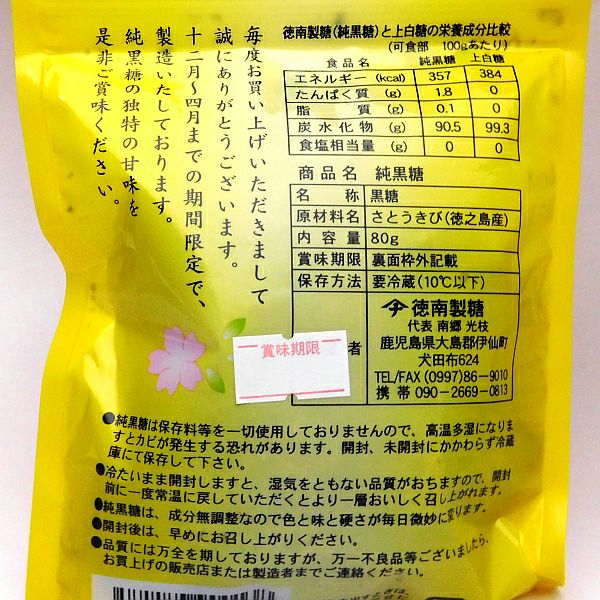 毎度お買い上げいただきまして
誠にありがとうございます。
十二月～四月までの期間限定で、
製造いたしております。
純黒糖の独特の甘味を
是非ご賞味ください。
徳南製糖(純黒糖)と上白糖の栄養成分比較
(可食部 100gあたり)
食品名 純黒糖 上白糖
エネルギー (kcal) 357 384
たんぱく質 (g) 1.8 0
脂質 (g) 0.1 0
炭水化物 (g) 90.5 99.3
食塩相当量 (g) 0 0
商品名 純黒糖
名称 黒糖
原材料名 さとうきび(徳之島産)
内容量 80g
賞味期限 裏面枠外記載
保存方法 要冷蔵(10℃以下)
者
徳南製糖
代表 南郷 光枝
鹿児島県大島郡伊仙町
犬田布624
TEL/FAX (0997)86-9010
携帯 090-2669-0813
賞味期限
●純黒糖は保存料等を一切使用しておりませんので、高温多湿になりま
すとカビが発生する恐れがあります。開封、未開封にかかわらず冷蔵
庫にて保存して下さい。
●冷たいまま開封しますと、湿気をともない品質がおちますので、開封
前に一度常温に戻していただくとより一層おいしく召し上がれます。
●純黒糖は、成分無調整なので色と味と硬さが毎日微妙に変ります。
●開封後は、早めにお召し上がりください。
●品質には万全を期しておりますが、万一不良品等ございましたら、
お買上げの販売店または製造者までご連絡ください。